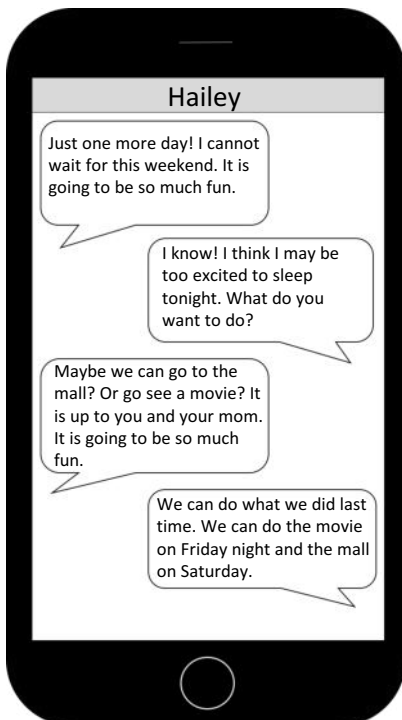 Hailey
Just one more day! I cannot
wait for this weekend. It is
going to be so much fun.
I know! I think I may be
too excited to sleep
tonight. What do you
want to do?
Maybe we can go to the
mall? Or go see a movie? It
is up to you and your mom.
It is going to be so much
fun.
We can do what we did last
time. We can do the movie
on Friday night and the mall
on Saturday.